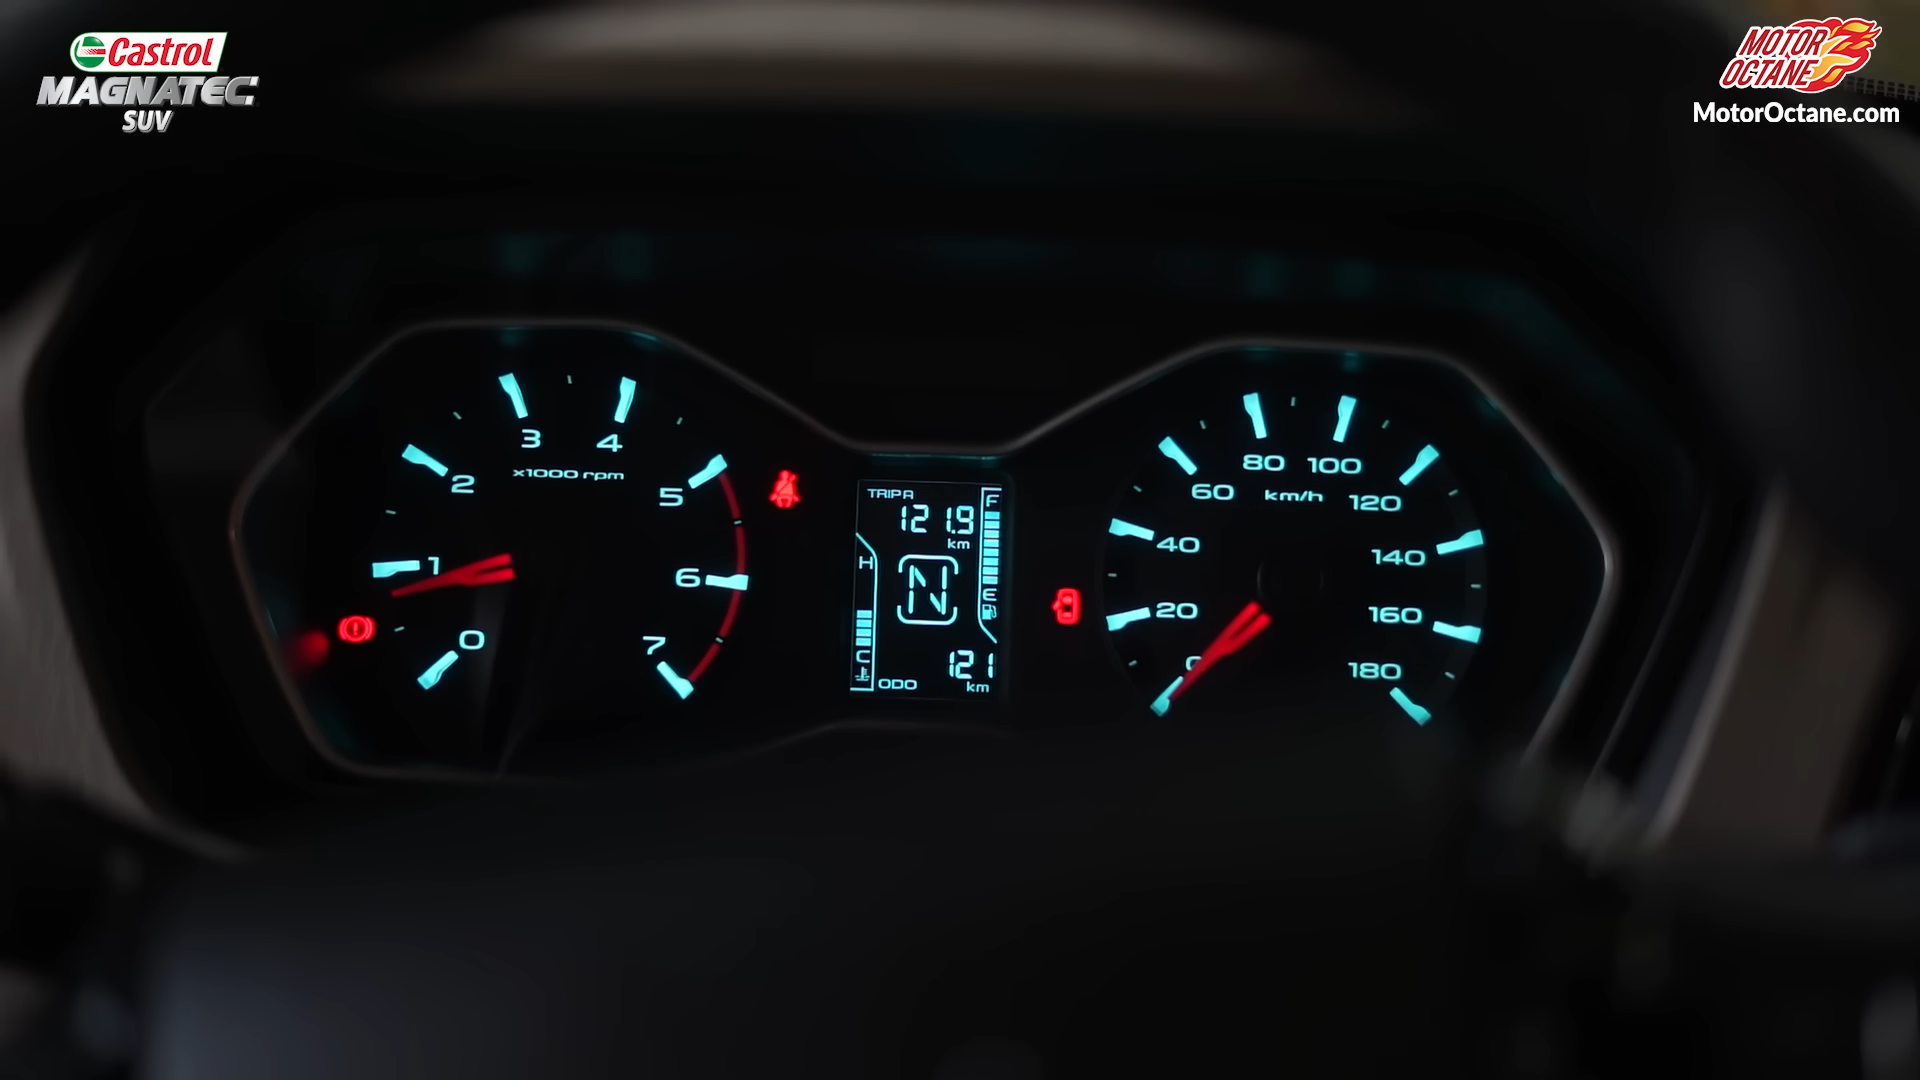 Castrol
MAGNATEC
SUV
MOTOR
OCTANE
MotorOctane.com
0
1
2
3
4
5
6
7
x1000 rpm
TRIP A
121.9
km
F
E
H
C
N
ODO
121
km
0
20
40
60
80
100
120
140
160
180
km/h